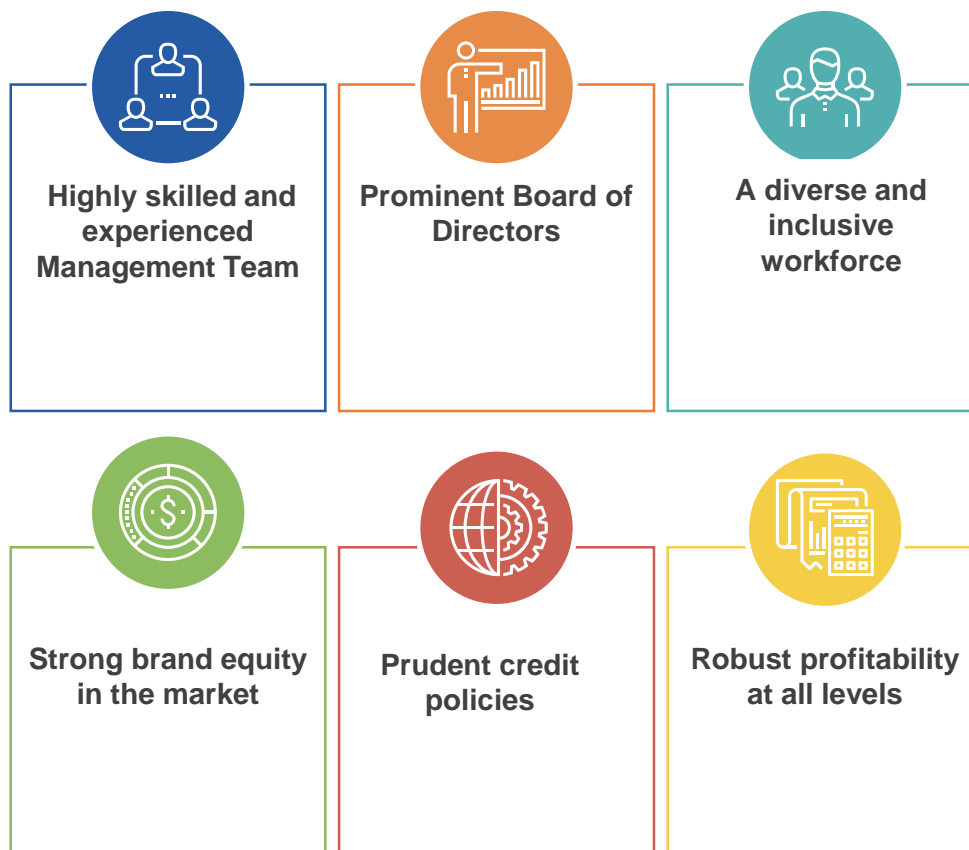 Highly skilled and
experienced
Management Team
Prominent Board of
Directors
A diverse and
inclusive
workforce
Strong brand equity
in the market
Prudent credit
policies
Robust profitability
at all levels